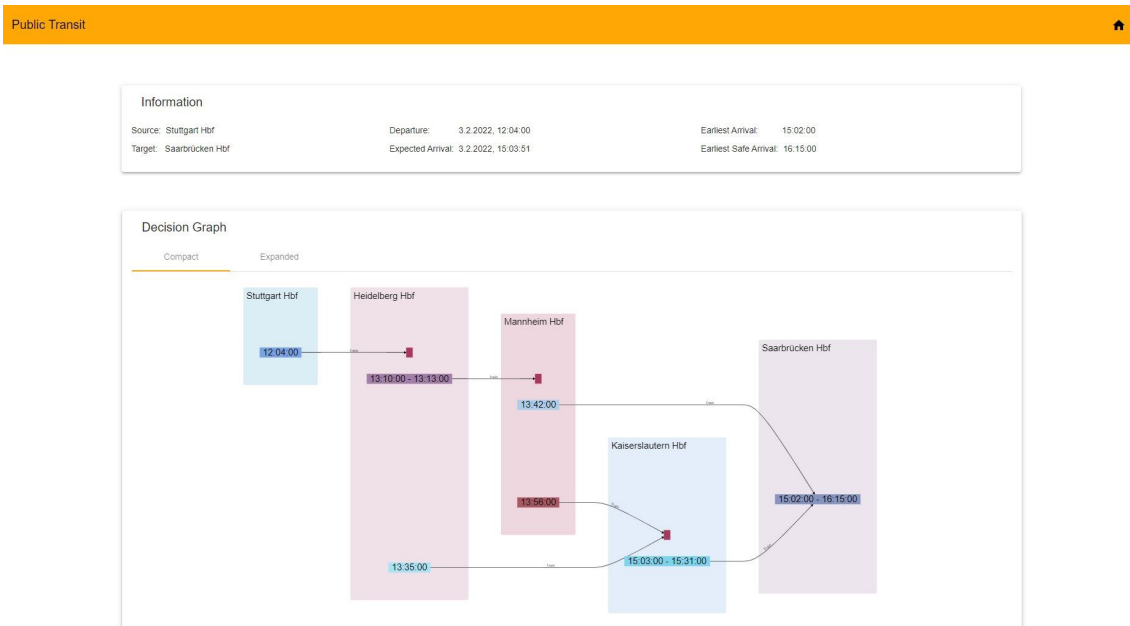 Public Transit
Information
Source: Stuttgart Hbf
Departure: 3.2.2022, 12:04:00
Earliest Arrival: 15:02:00
Target: Saarbrücken Hbf
Expected Arrival: 3.2.2022, 15:03:51
Earliest Safe Arrival: 16:15:00
Decision Graph
Compact
Expanded
Stuttgart Hbf
Heidelberg Hbf
Mannheim Hbf
Saarbrücken Hbf
12:04:00
13:10:00 - 13:13:00
13:42:00
Kaiserslautern Hbf
13:56:00
15:02:00 - 16:15:00
15:03:00 - 15:31:00
13:35:00